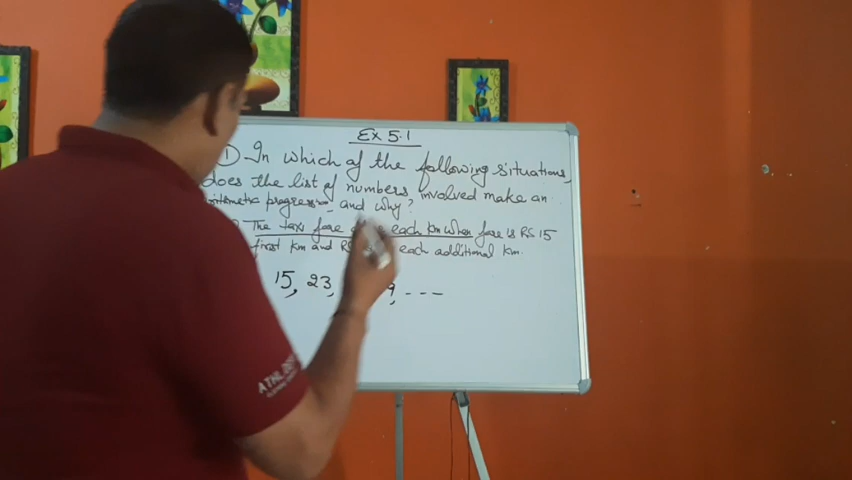 Ex 5.1
① In which of the following situations,
does the list of numbers involved make an
arithmetic progression, and why?
The taxi fare each km when fare is RS 15
first km and each additional km.
15, 23, 9, ---
ATHL